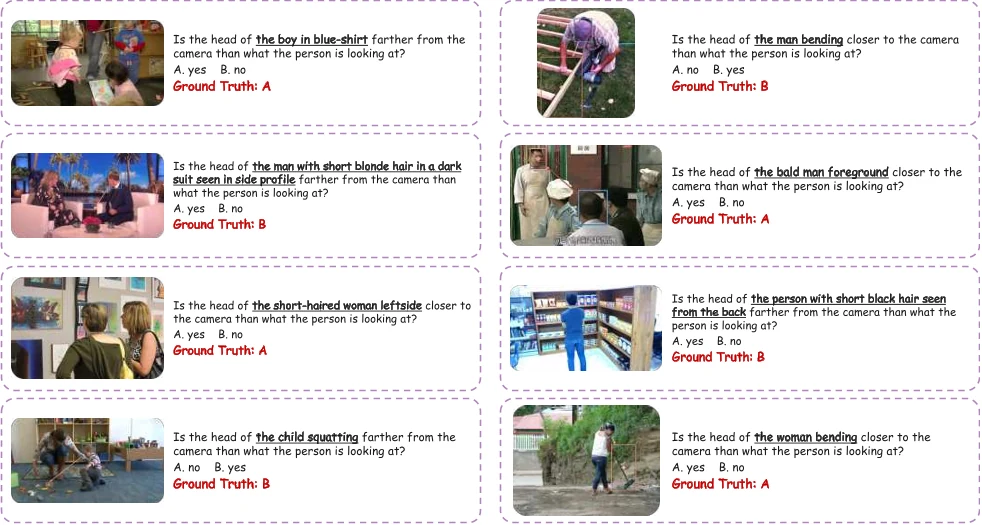 Is the head of the boy in blue-shirt farther from the
camera than what the person is looking at?
A. yes B. no
Ground Truth: A
Is the head of the man with short blonde hair in a dark
suit seen in side profile farther from the camera than
what the person is looking at?
A. yes B. no
Ground Truth: B
Is the head of the short-haired woman leftside closer to
the camera than what the person is looking at?
A. yes B. no
Ground Truth: A
Is the head of the child squatting farther from the
camera than what the person is looking at?
A. no B. yes
Ground Truth: B
Is the head of the man bending closer to the camera
than what the person is looking at?
A. no B. yes
Ground Truth: B
Is the head of the bald man foreground closer to the
camera than what the person is looking at?
A. yes B. no
Ground Truth: A
Is the head of the person with short black hair seen
from the back farther from the camera than what the
person is looking at?
A. yes B. no
Ground Truth: B
Is the head of the woman bending closer to the
camera than what the person is looking at?
A. yes B. no
Ground Truth: A